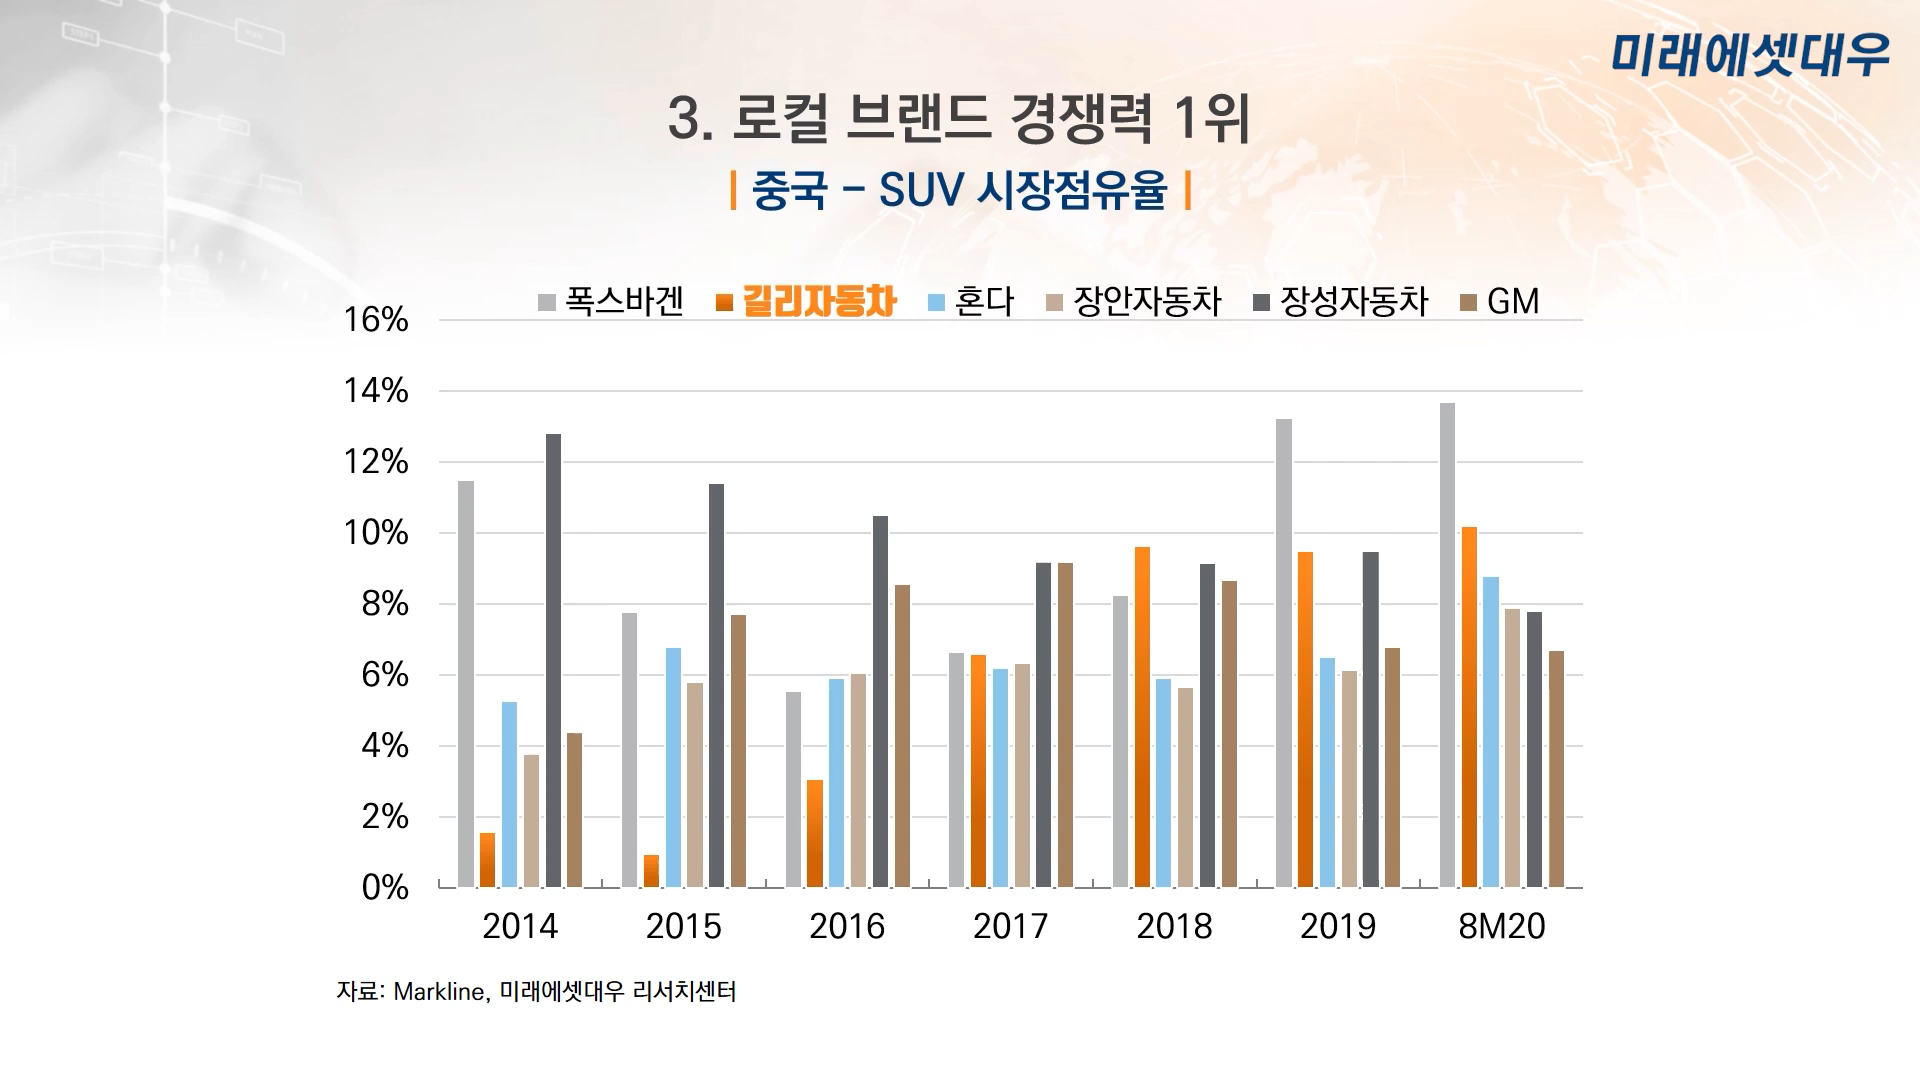 미래에셋대우
3. 로컬 브랜드 경쟁력 1위
| 중국 – SUV 시장점유율 |
폭스바겐 길리자동차 혼다 장안자동차 장성자동차 GM
16%
14%
12%
10%
8%
6%
4%
2%
0%
2014 2015 2016 2017 2018 2019 8M20
자료: Markline, 미래에셋대우 리서치센터